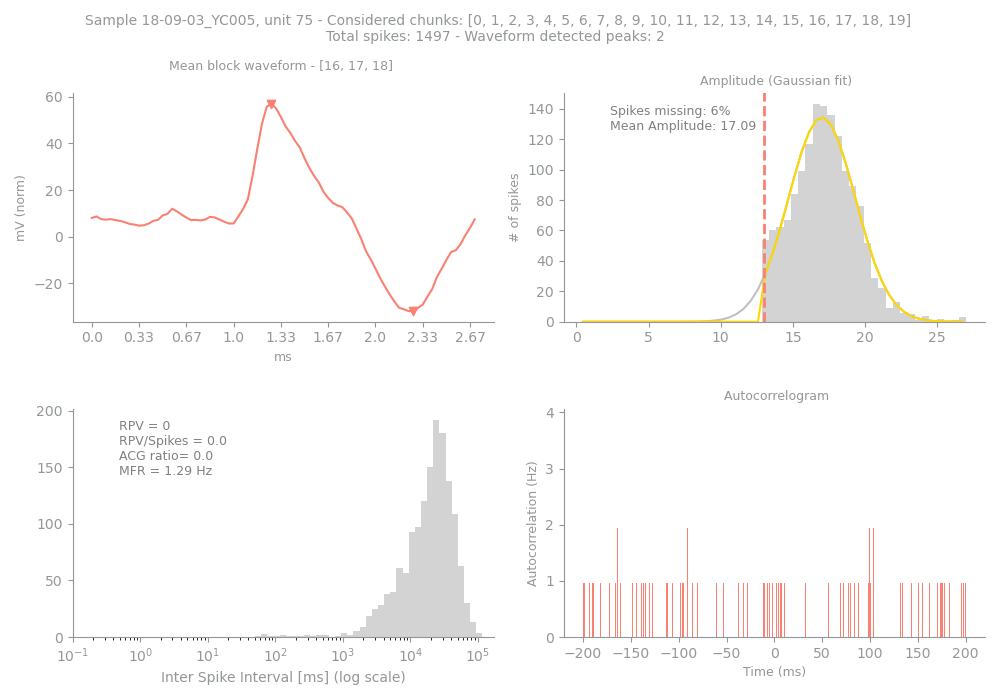 Sample 18-09-03_YC005, unit 75 - Considered chunks: [0, 1, 2, 3, 4, 5, 6, 7, 8, 9, 10, 11, 12, 13, 14, 15, 16, 17, 18, 19]
Total spikes: 1497 - Waveform detected peaks: 2
Mean block waveform - [16, 17, 18]
60
40
20
0
−20
mV (norm)
0.0 0.33 0.67 1.0 1.33 1.67 2.0 2.33 2.67
ms
Amplitude (Gaussian fit)
Spikes missing: 6%
Mean Amplitude: 17.09
140
120
100
80
60
40
20
0
# of spikes
0 5 10 15 20 25
200
150
100
50
0
RPV = 0
RPV/Spikes = 0.0
ACG ratio= 0.0
MFR = 1.29 Hz
10⁻¹ 10⁰ 10¹ 10² 10³ 10⁴ 10⁵
Inter Spike Interval [ms] (log scale)
Autocorrelogram
4
3
2
1
0
Autocorrelation (Hz)
−200 −150 −100 −50 0 50 100 150 200
Time (ms)